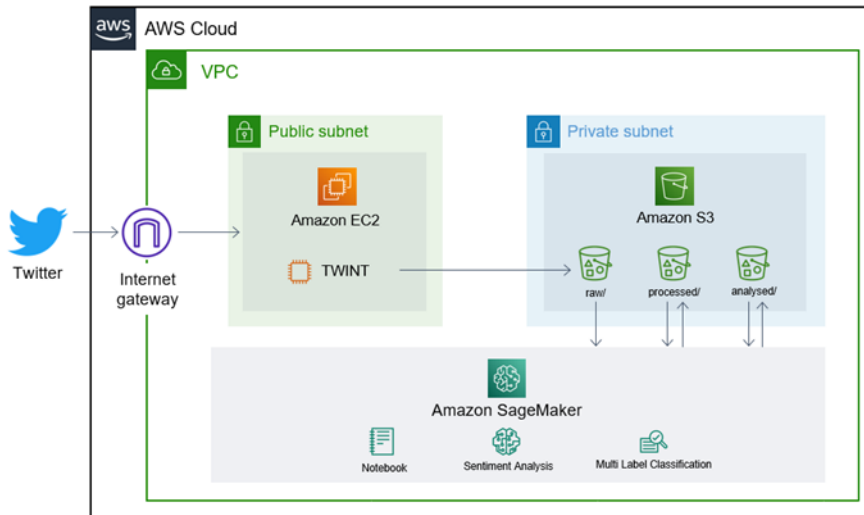 aws
AWS Cloud
VPC
Public subnet
Private subnet
Amazon EC2
Amazon S3
Twitter
Internet
gateway
TWINT
raw/
processed/
analysed/
Amazon SageMaker
Notebook
Sentiment Analysis
Multi Label Classification